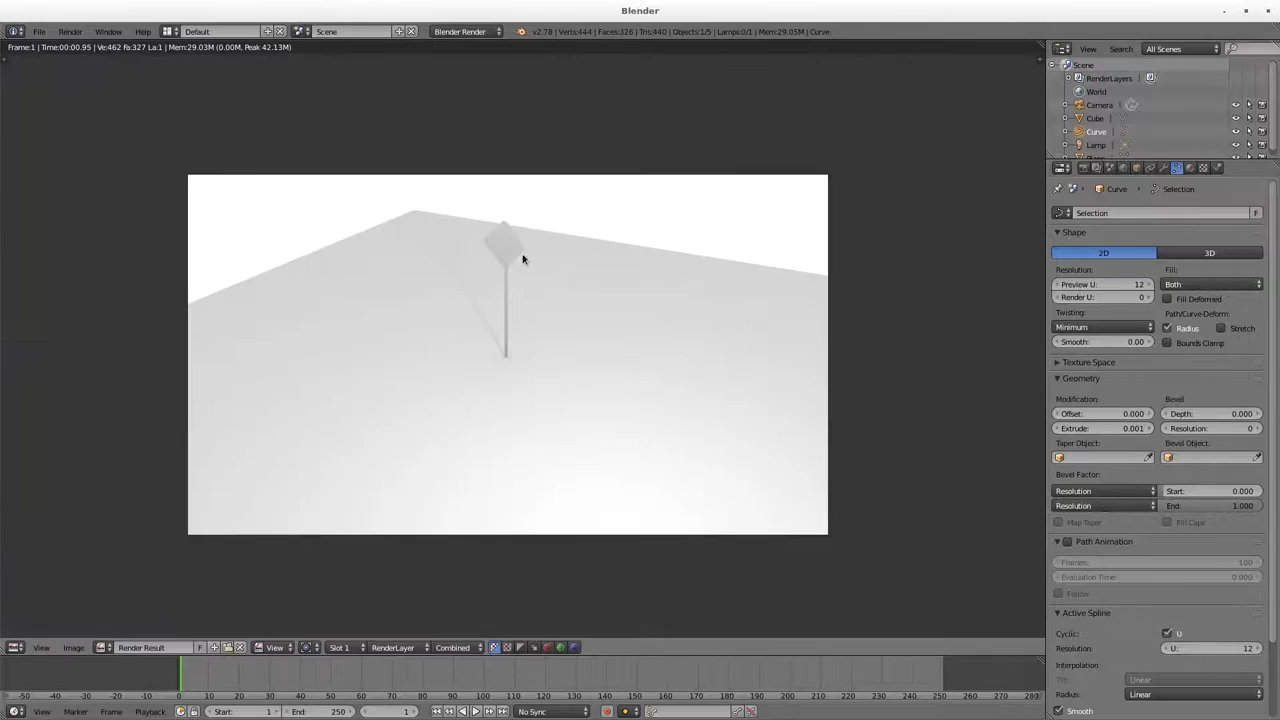 Blender
File Render Window Help Default Scene Blender Render v2.78 | Verts:444 | Faces:326 | Tris:440 | Objects:1/5 | Lamps:0/1 | Mem:29.05M | Curve
Frame:1 | Time:00:00.95 | Ve:462 Fa:327 La:1 | Mem:29.03M (0.00M, Peak 42.13M)
View Search All Scenes
Scene
RenderLayers
World
Camera
Cube
Curve
Lamp
Curve Selection
Selection F
Shape
2D 3D
Resolution: Fill:
Preview U: 12 Both
Render U: 0 Fill Deformed
Twisting: Path/Curve-Deform:
Minimum Radius Stretch
Smooth: 0.00 Bounds Clamp
Texture Space
Geometry
Modification: Bevel
Offset: 0.000 Depth: 0.000
Extrude: 0.001 Resolution: 0
Taper Object: Bevel Object:
Bevel Factor:
Resolution Start: 0.000
Resolution End: 1.000
Map Taper Fill Caps
Path Animation
Frames: 100
Evaluation Time: 0.000
Follow
Active Spline
Cyclic: U
Resolution: U: 12
Interpolation
Tilt: Linear
Radius: Linear
Smooth
View Image Render Result F View Slot 1 RenderLayer Combined
-50 -40 -30 -20 -10 0 10 20 30 40 50 60 70 80 90 100 110 120 130 140 150 160 170 180 190 200 210 220 230 240 250 260 270 280
View Marker Frame Playback Start: 1 End: 250 1 No Sync